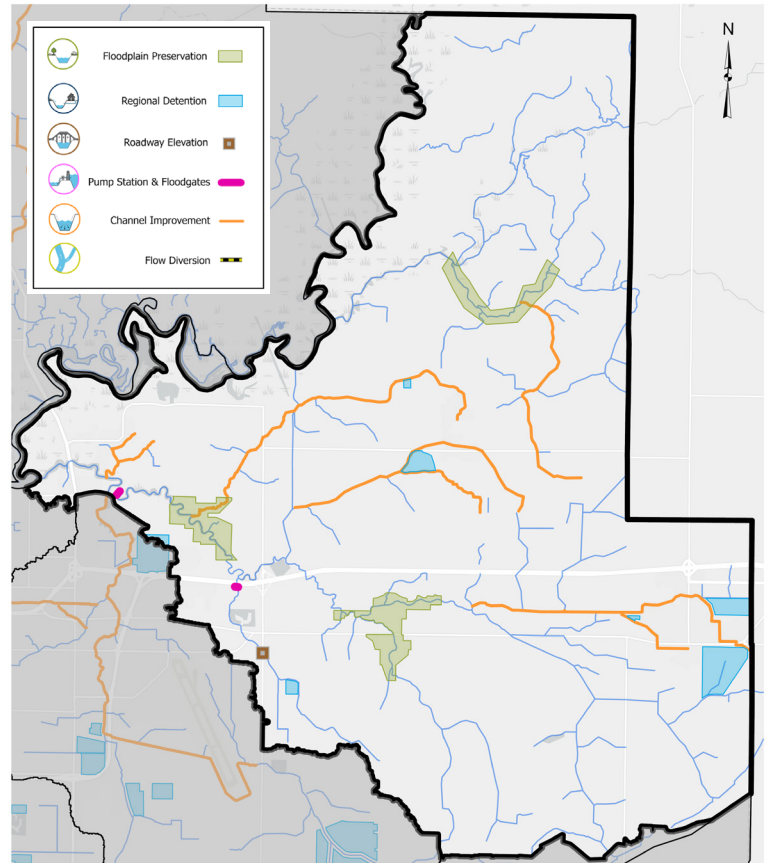 N
Floodplain Preservation
Regional Detention
Roadway Elevation
Pump Station & Floodgates
Channel Improvement
Flow Diversion